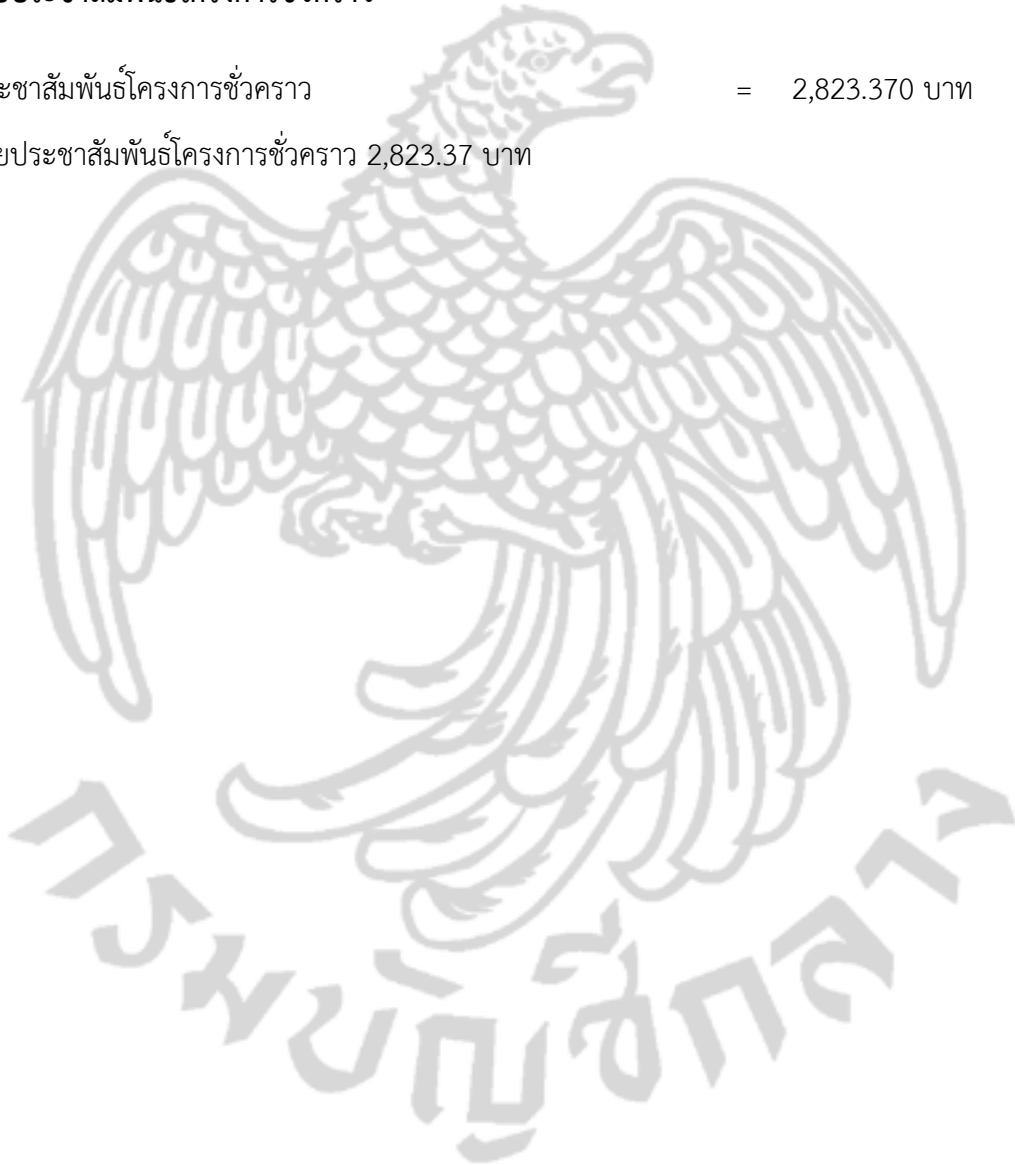 ะชาสัมพันธ์โครงการชั่วคราว = 2,823.370 บาท
ยประชาสัมพันธ์โครงการชั่วคราว 2,823.37 บาท
กรมบัญชีกลาง